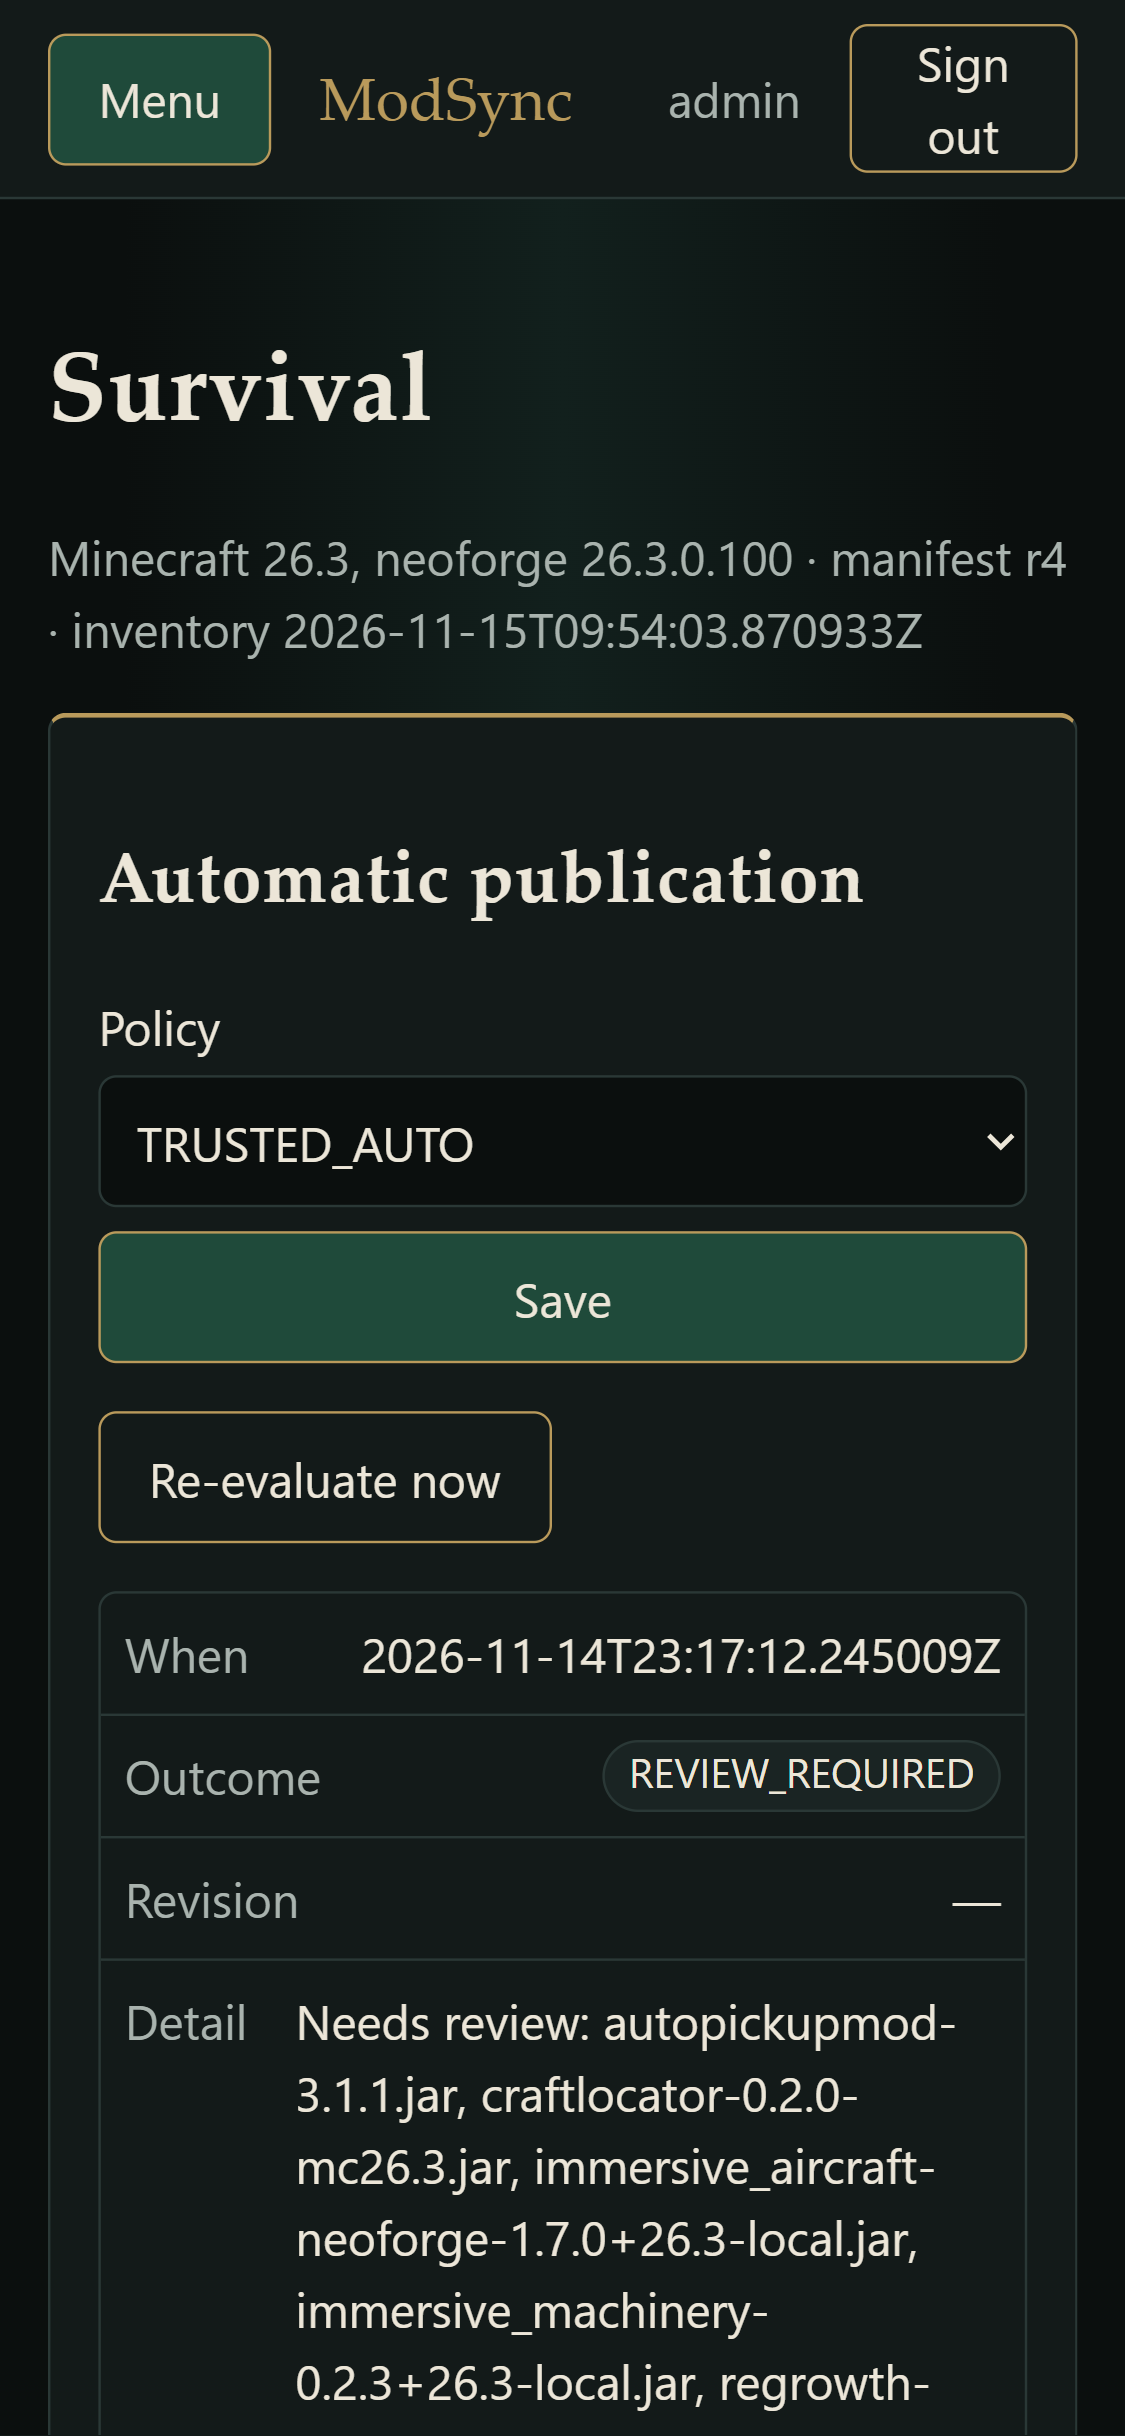 Menu
ModSync
admin
Sign
out
Survival
Minecraft 26.3, neoforge 26.3.0.100 · manifest r4
· inventory 2026-11-15T09:54:03.870933Z
Automatic publication
Policy
TRUSTED_AUTO
Save
Re-evaluate now
When 2026-11-14T23:17:12.245009Z
Outcome REVIEW_REQUIRED
Revision —
Detail Needs review: autopickupmod-
3.1.1.jar, craftlocator-0.2.0-
mc26.3.jar, immersive_aircraft-
neoforge-1.7.0+26.3-local.jar,
immersive_machinery-
0.2.3+26.3-local.jar, regrowth-